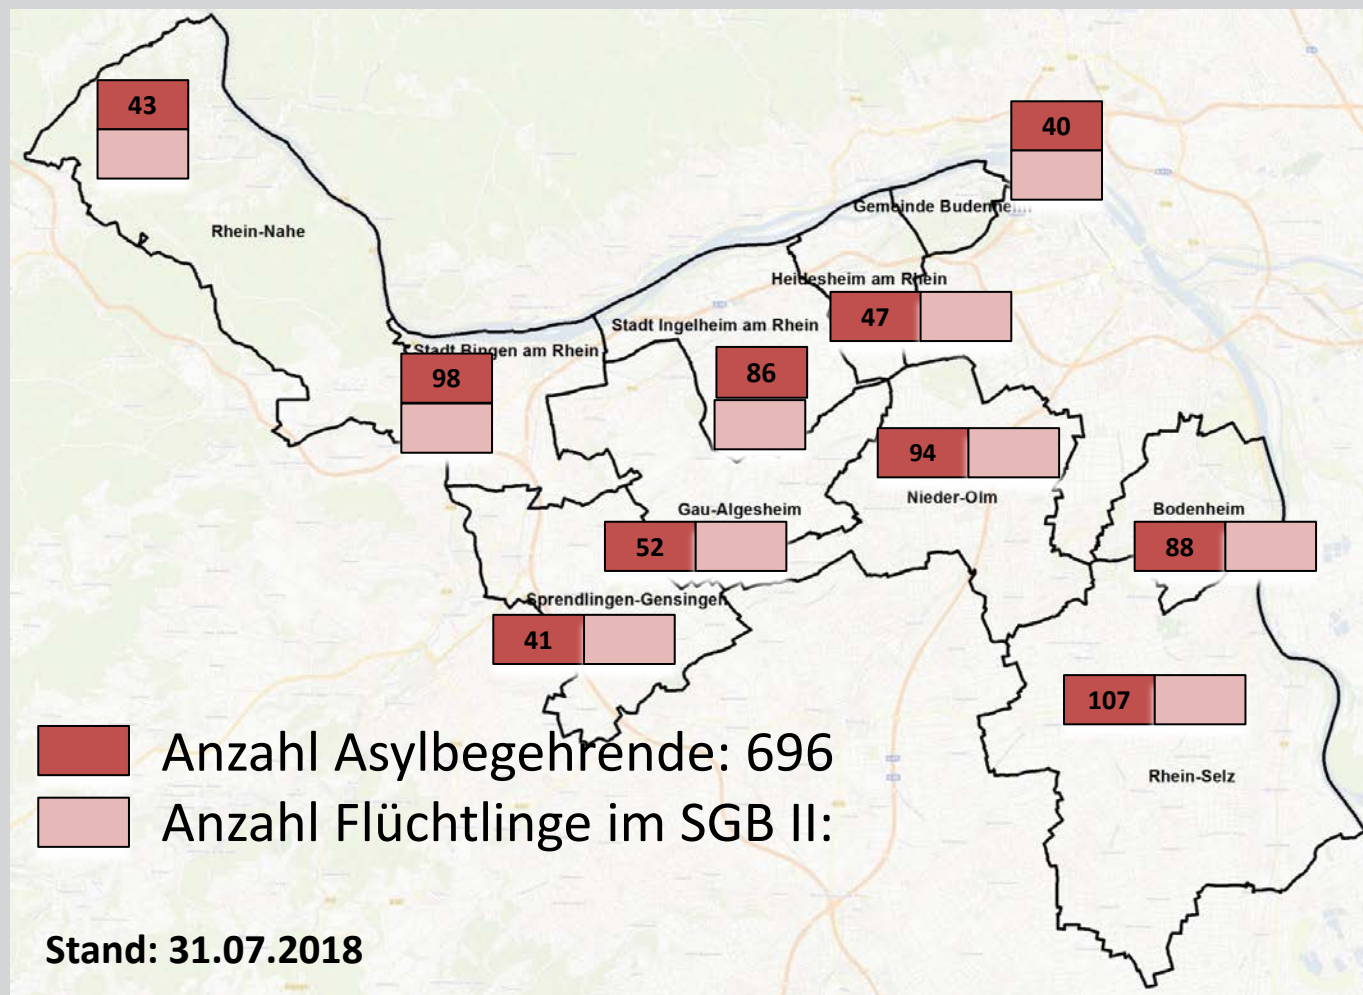 43
40
Gemeinde Budenhe...
Rhein-Nahe
Heidesheim am Rhein
47
Stadt Ingelheim am Rhein
Stadt Bingen am Rhein
98
86
94
Nieder-Olm
Gau-Algesheim
Bodenheim
52
88
Sprendlingen-Gensingen
41
107
Anzahl Asylbegehrende: 696
Rhein-Selz
Anzahl Flüchtlinge im SGB II:
Stand: 31.07.2018